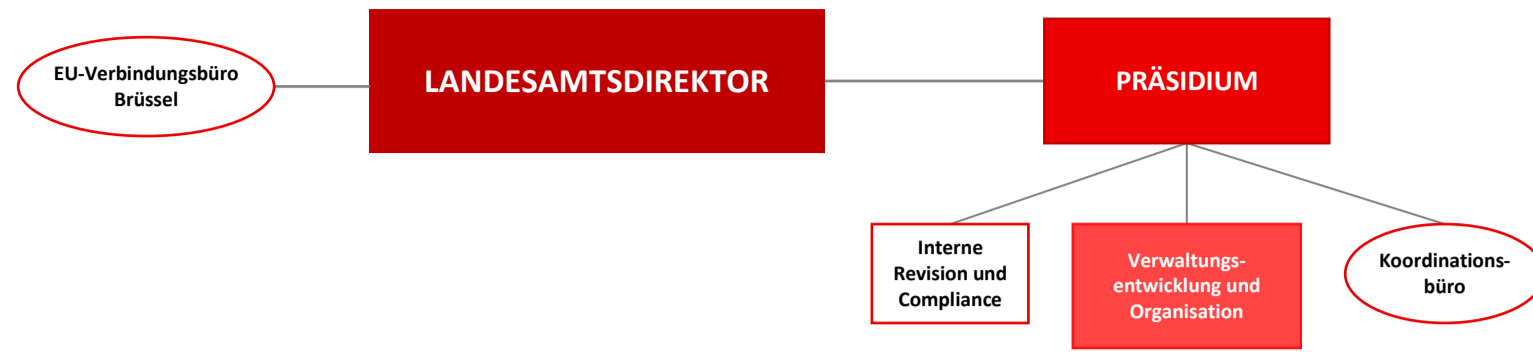 EU-Verbindungsbüro
Brüssel
LANDESAMTSDIREKTOR
PRÄSIDIUM
Interne
Revision und
Compliance
Verwaltungs-
entwicklung und
Organisation
Koordinations-
büro